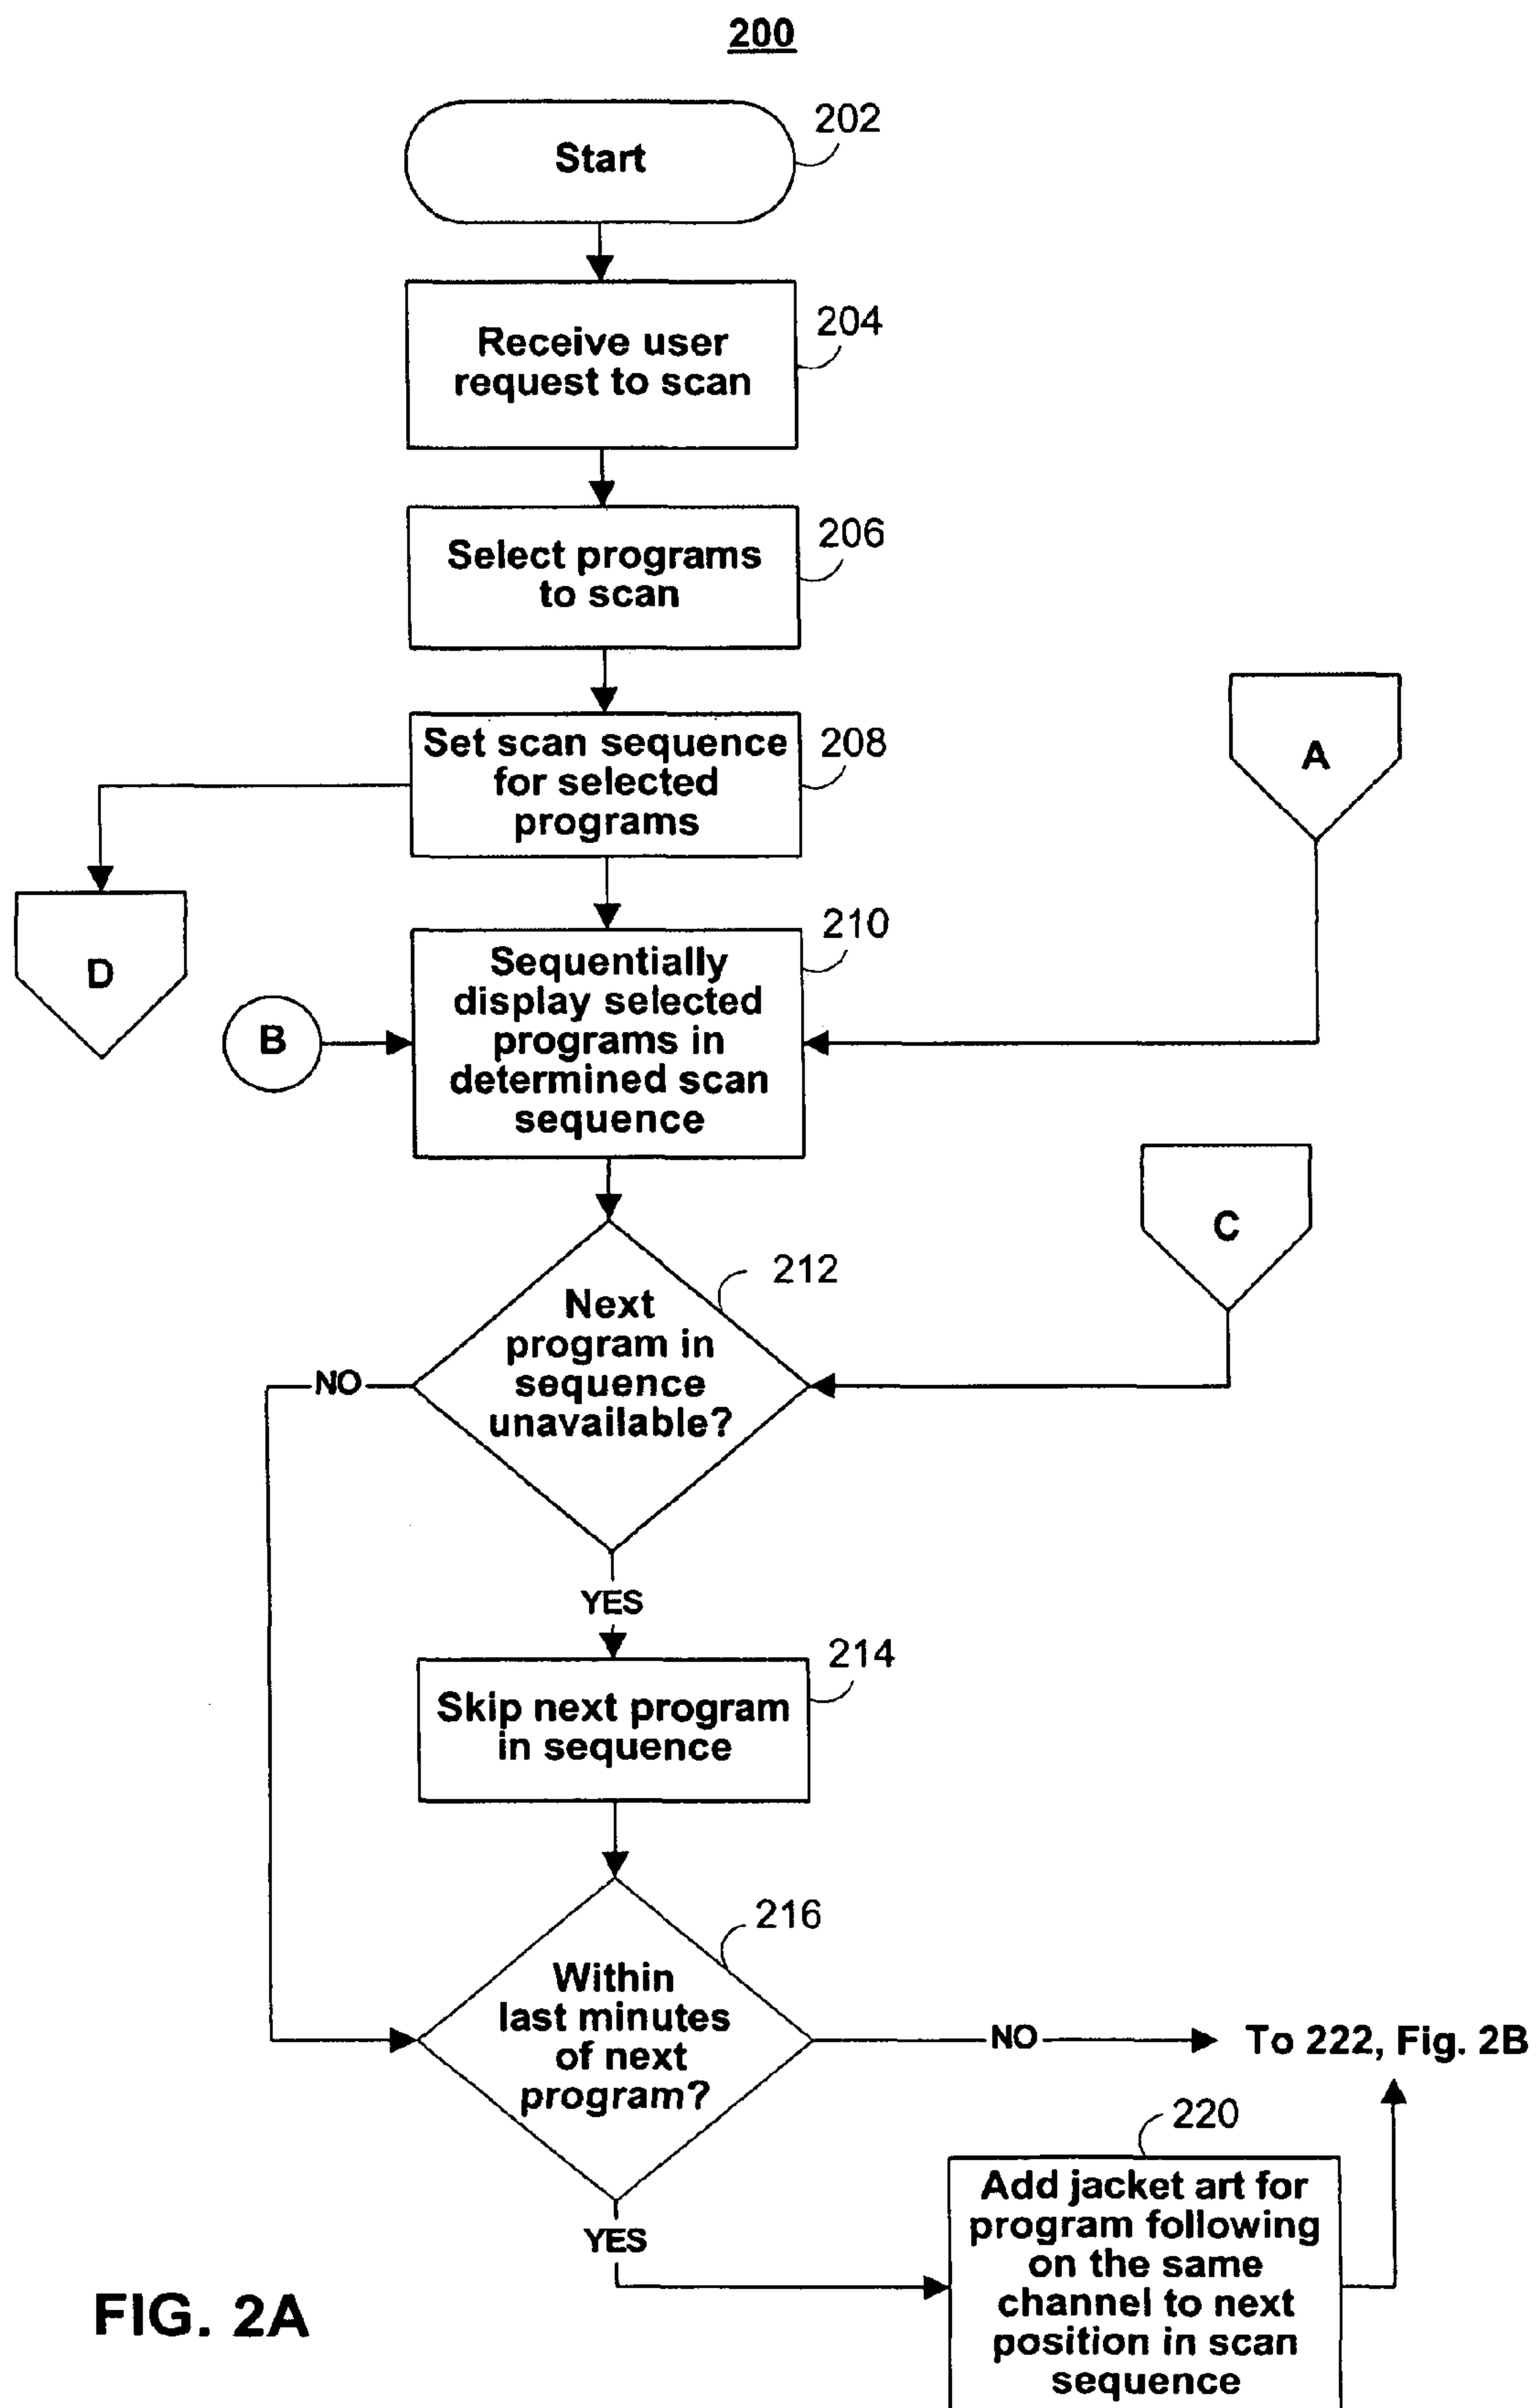 200
Start
202
Receive user
request to scan
204
Select programs
to scan
206
Set scan sequence
for selected
programs
208
A
D
B
Sequentially
display selected
programs in
determined scan
sequence
210
C
Next
program in
sequence
unavailable?
212
NO
YES
Skip next program
in sequence
214
Within
last minutes
of next
program?
216
NO
To 222, Fig. 2B
YES
220
Add jacket art for
program following
on the same
channel to next
position in scan
sequence
FIG. 2A